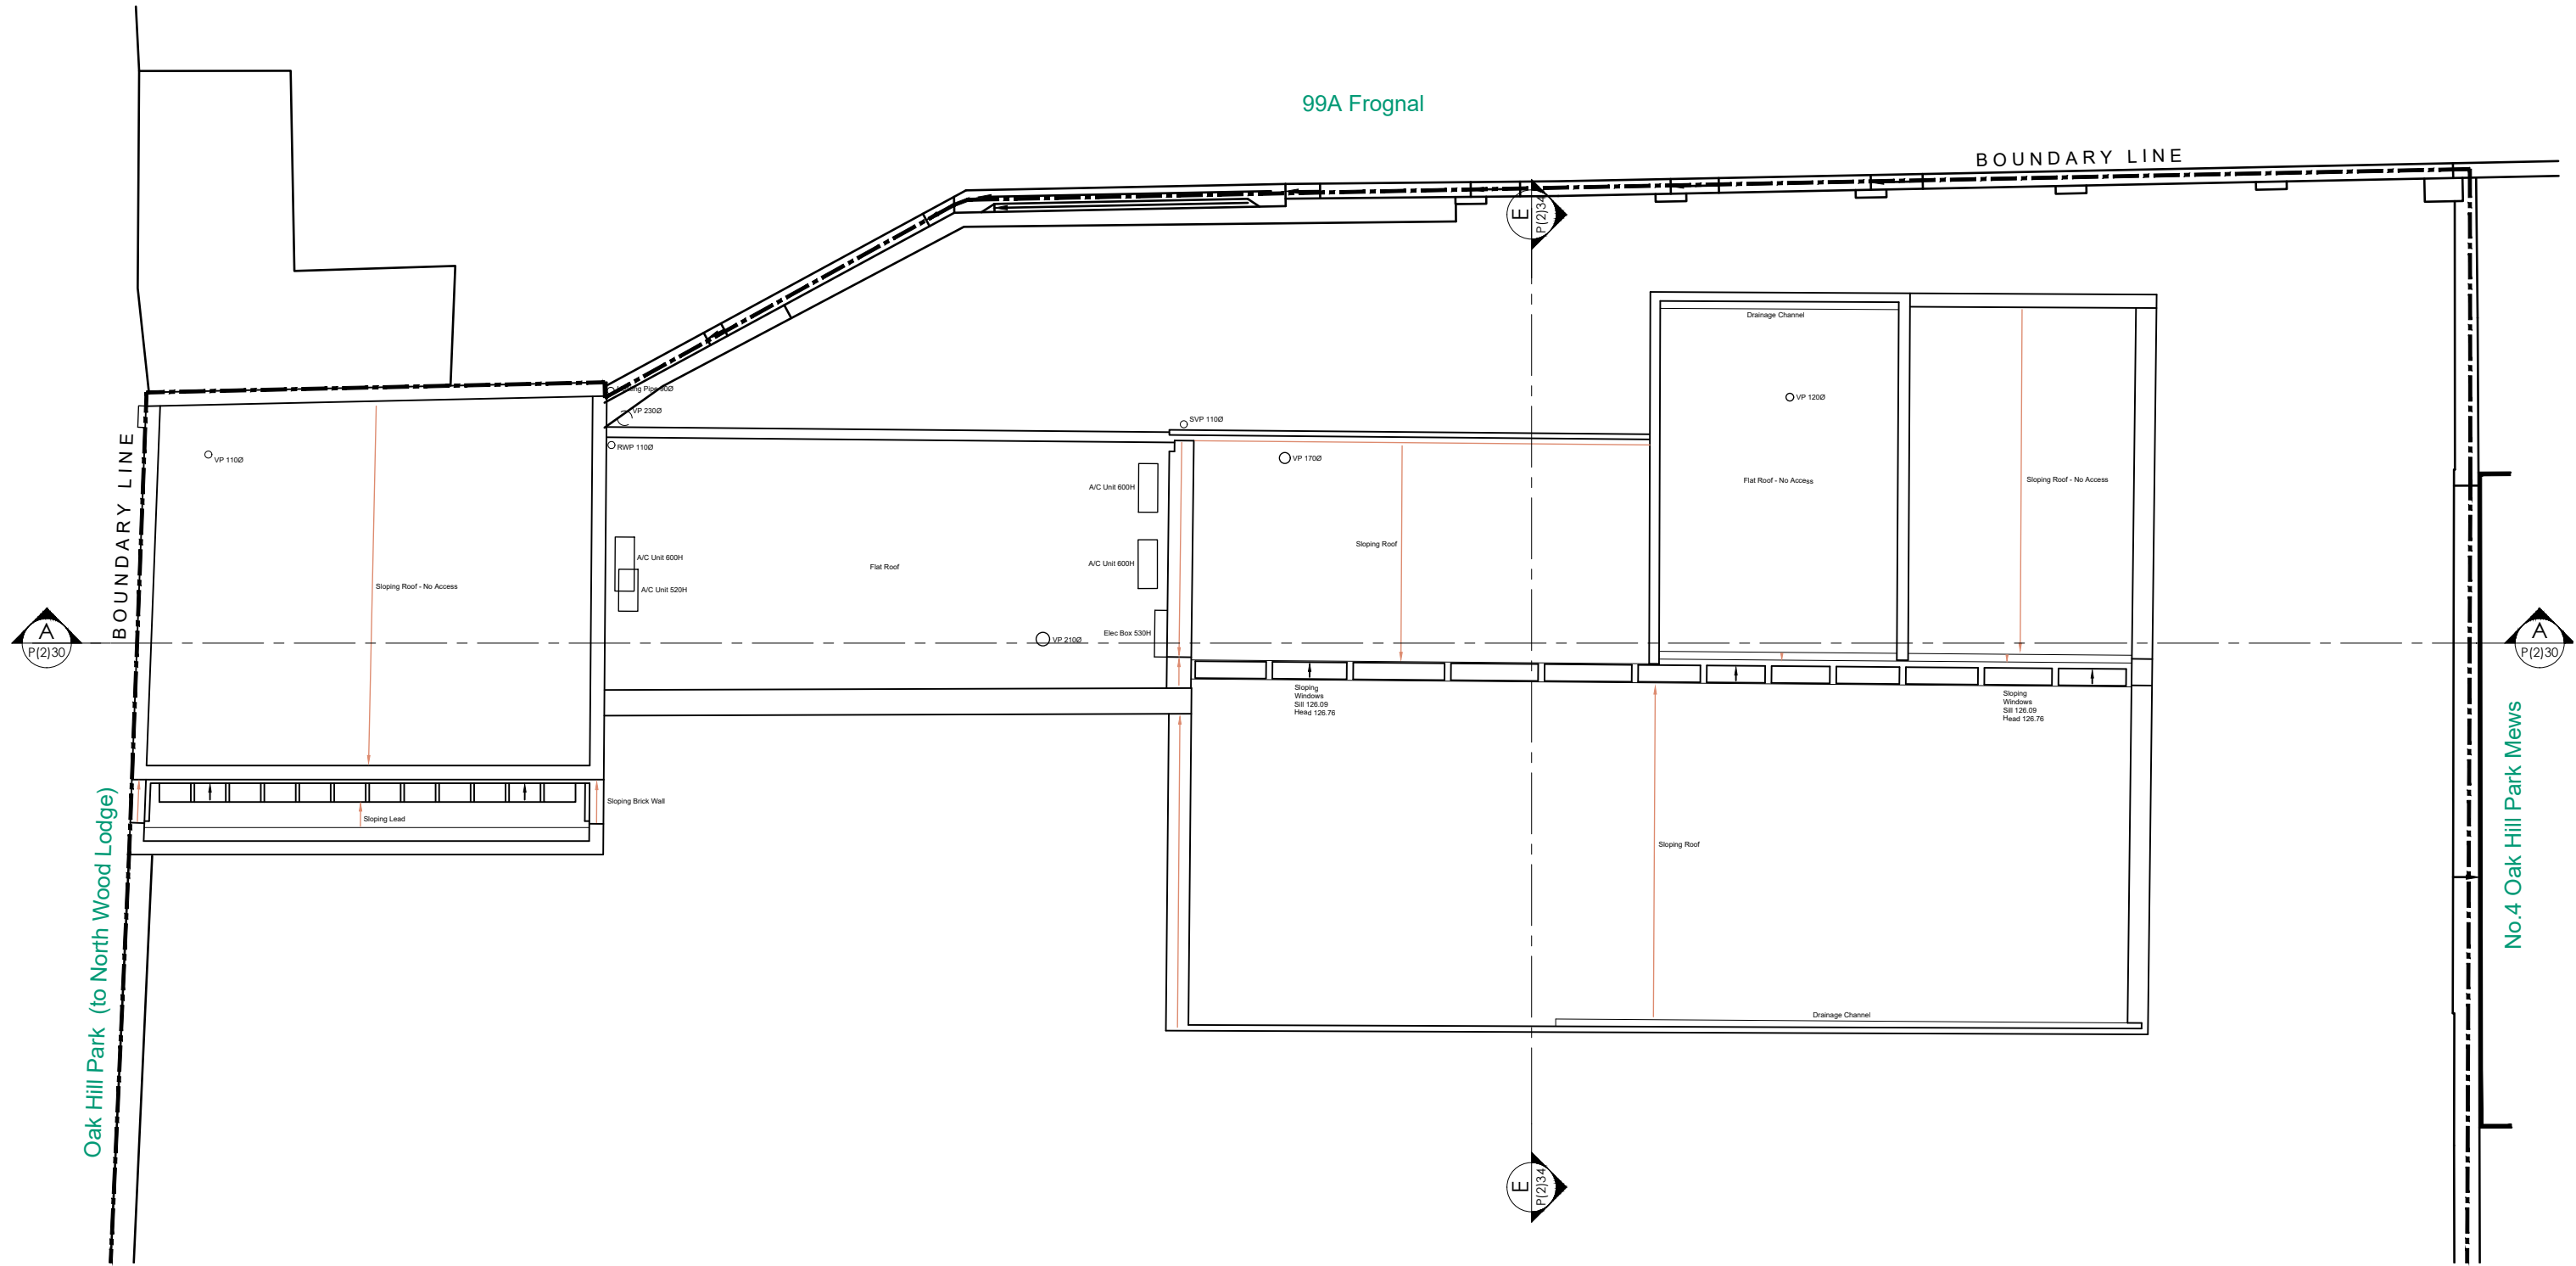 99A Frognal
BOUNDARY LINE
E
P(2)34
Drainage Channel
VP 230Ø
VP 120Ø
SVP 110Ø
RWP 110Ø
VP 110Ø
VP 170Ø
BOUNDARY LINE
A/C Unit 600H
Flat Roof - No Access
Sloping Roof - No Access
Sloping Roof
A/C Unit 600H
A/C Unit 600H
Flat Roof
Sloping Roof - No Access
A/C Unit 520H
A
P(2)30
Elec Box 530H
VP 210Ø
A
P(2)30
Sloping
Windows
Sill 126.09
Head 126.76
Sloping
Windows
Sill 126.09
Head 126.76
Sloping Brick Wall
Sloping Lead
Sloping Roof
No.4 Oak Hill Park Mews
Oak Hill Park (to North Wood Lodge)
Drainage Channel
E
P(2)34